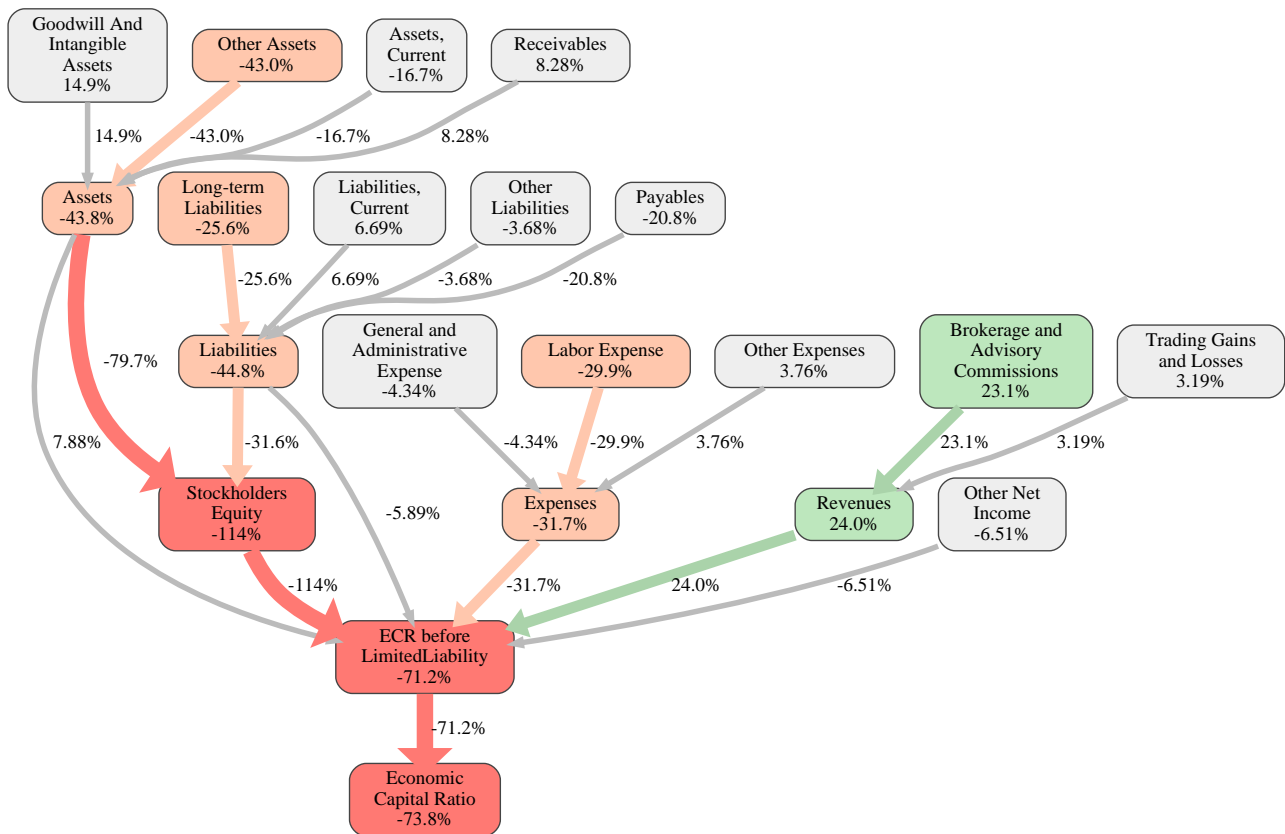 Goodwill And
Intangible
Assets
14.9%
Other Assets
-43.0%
Assets,
Current
-16.7%
Receivables
8.28%
14.9%
-43.0%
-16.7%
8.28%
Assets
-43.8%
Long-term
Liabilities
-25.6%
Liabilities,
Current
6.69%
Other
Liabilities
-3.68%
Payables
-20.8%
-25.6%
6.69%
-3.68%
-20.8%
-79.7%
Liabilities
-44.8%
General and
Administrative
Expense
-4.34%
Labor Expense
-29.9%
Other Expenses
3.76%
Brokerage and
Advisory
Commissions
23.1%
Trading Gains
and Losses
3.19%
7.88%
-31.6%
-4.34%
-29.9%
3.76%
23.1%
3.19%
Stockholders
Equity
-114%
-5.89%
Expenses
-31.7%
Revenues
24.0%
Other Net
Income
-6.51%
-114%
-31.7%
24.0%
-6.51%
ECR before
LimitedLiability
-71.2%
-71.2%
Economic
Capital Ratio
-73.8%